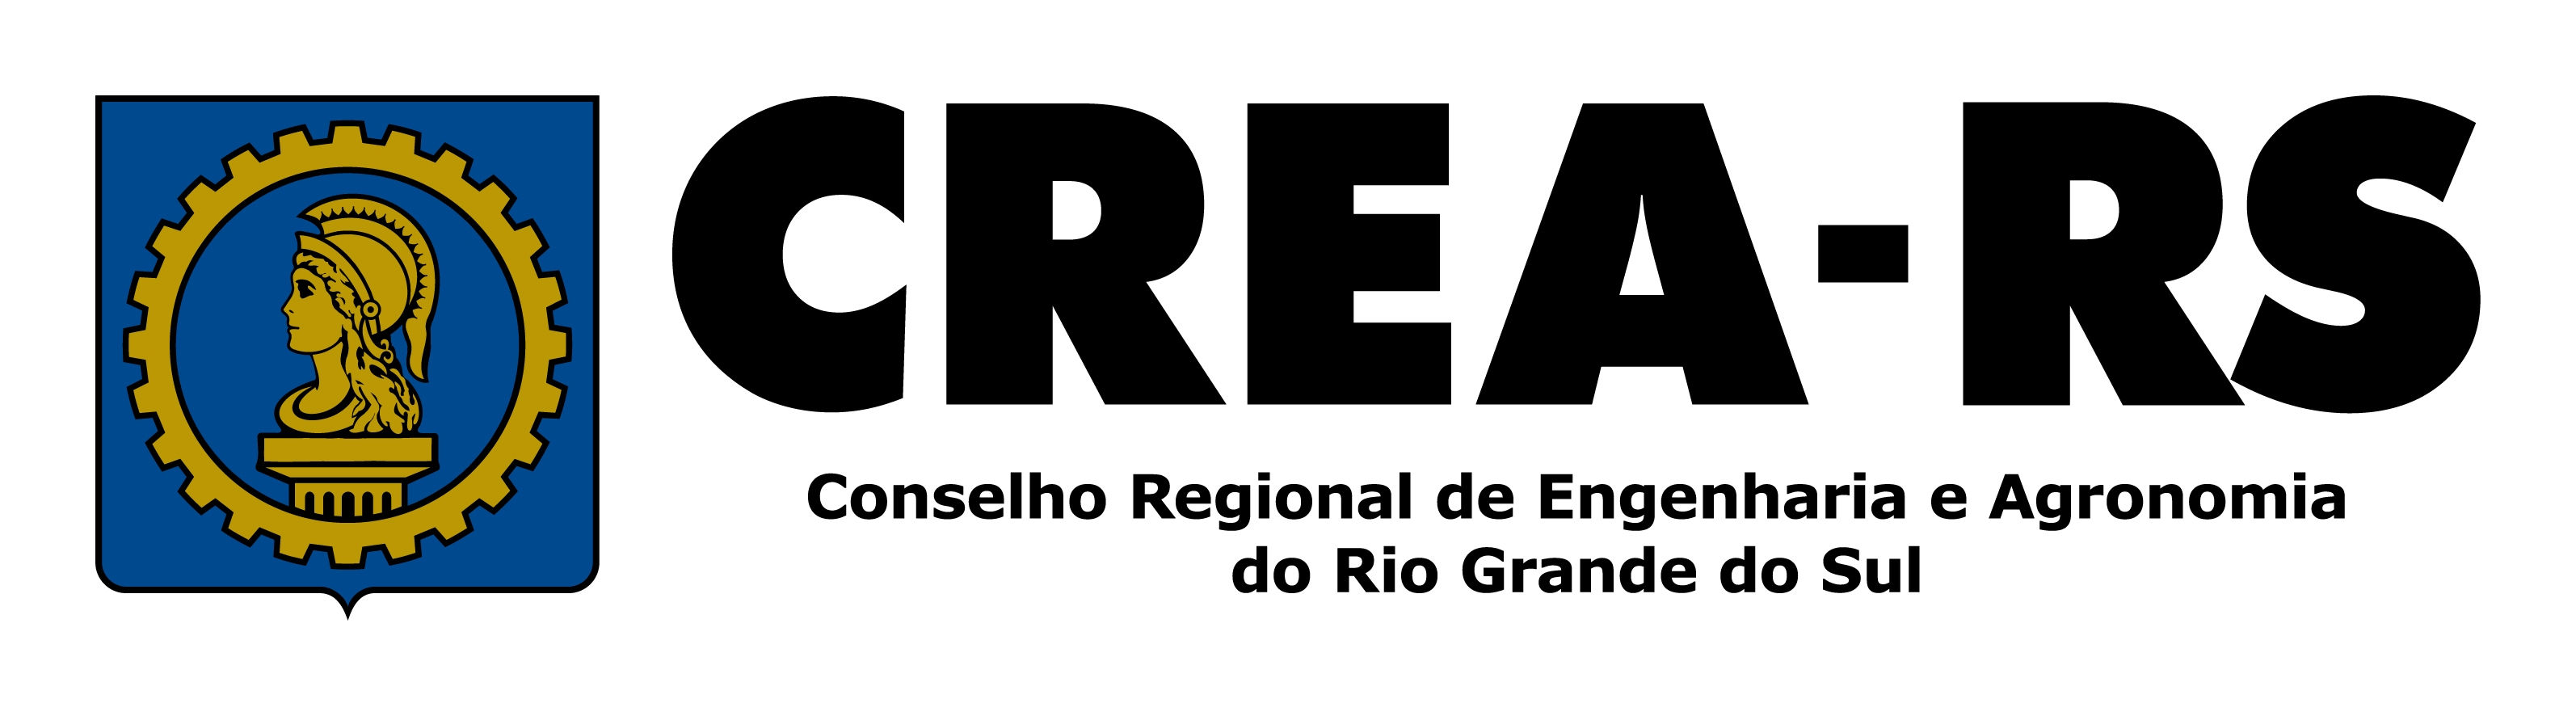 CREA-RS
Conselho Regional de Engenharia e Agronomia
do Rio Grande do Sul